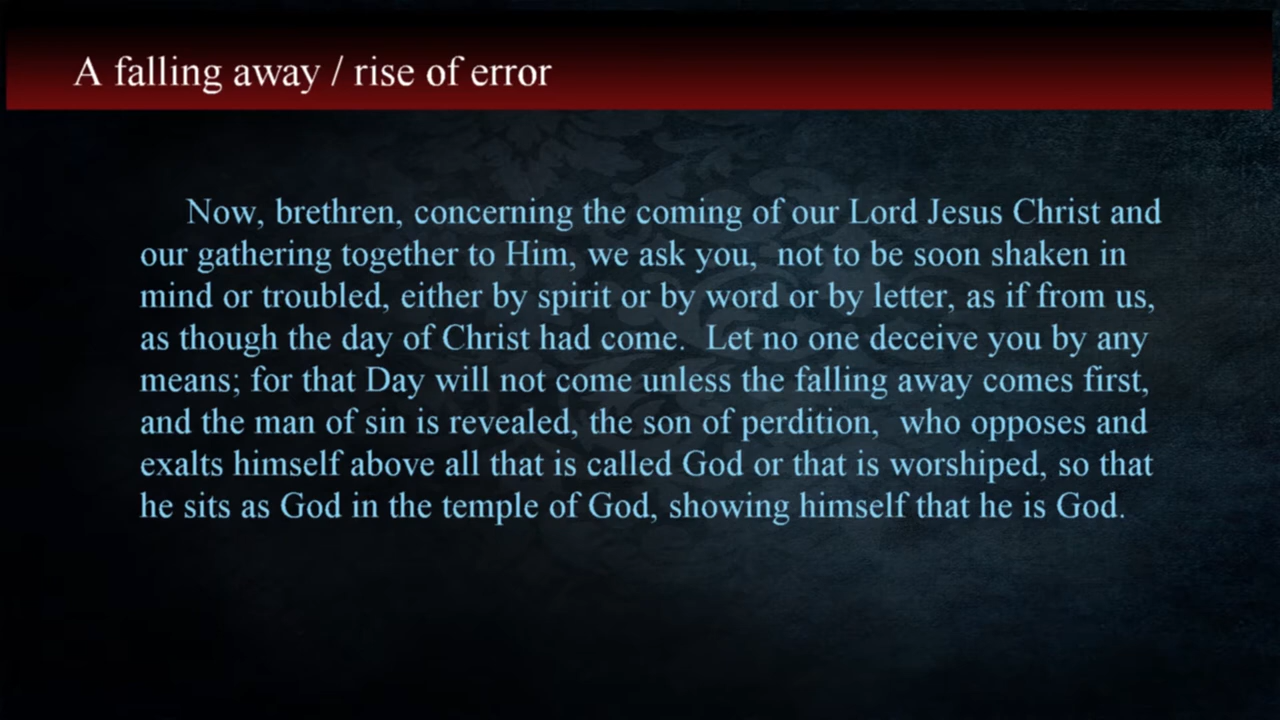 A falling away / rise of error
Now, brethren, concerning the coming of our Lord Jesus Christ and
our gathering together to Him, we ask you,  not to be soon shaken in
mind or troubled, either by spirit or by word or by letter, as if from us,
as though the day of Christ had come.  Let no one deceive you by any
means; for that Day will not come unless the falling away comes first,
and the man of sin is revealed, the son of perdition,  who opposes and
exalts himself above all that is called God or that is worshiped, so that
he sits as God in the temple of God, showing himself that he is God.